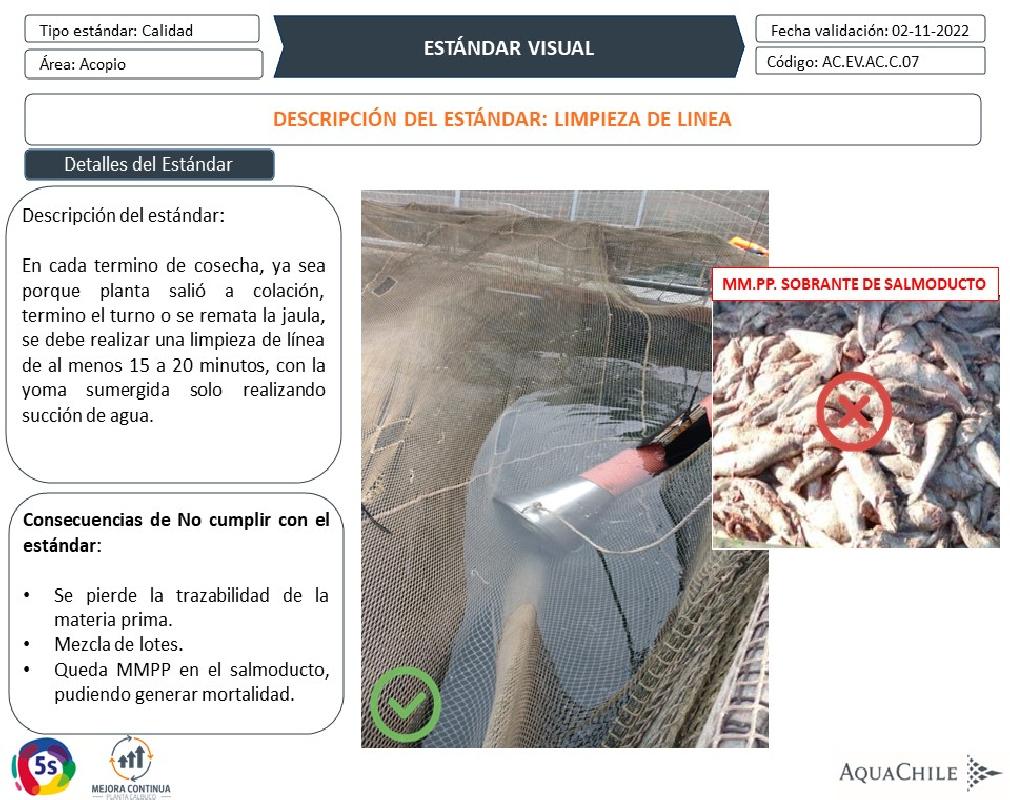 Tipo estándar: Calidad
Área: Acopio
ESTÁNDAR VISUAL
Fecha validación: 02-11-2022
Código: AC.EV.AC.C.07
DESCRIPCIÓN DEL ESTÁNDAR: LIMPIEZA DE LINEA
Detalles del Estándar
Descripción del estándar:
En cada termino de cosecha, ya sea
porque planta salió a colación,
termino el turno o se remata la jaula,
se debe realizar una limpieza de línea
de al menos 15 a 20 minutos, con la
yoma sumergida solo realizando
succión de agua.
MM.PP. SOBRANTE DE SALMODUCTO
Consecuencias de No cumplir con el
estándar:
• Se pierde la trazabilidad de la
materia prima.
• Mezcla de lotes.
• Queda MMPP en el salmoducto,
pudiendo generar mortalidad.
5s
MEJORA CONTINUA
PLANTA CALBUCO
AQUACHILE